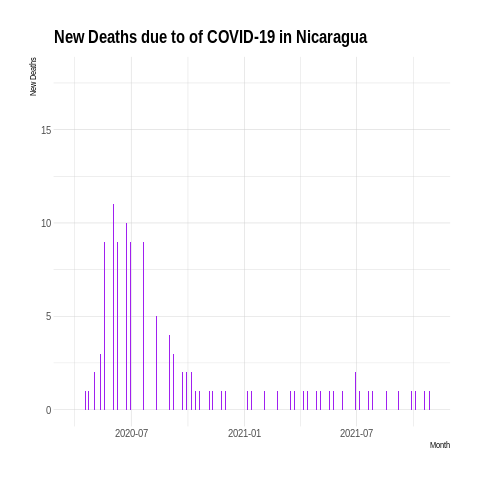 New Deaths due to of COVID-19 in Nicaragua
New Deaths
15
10
5
0
2020-07
2021-01
2021-07
Month